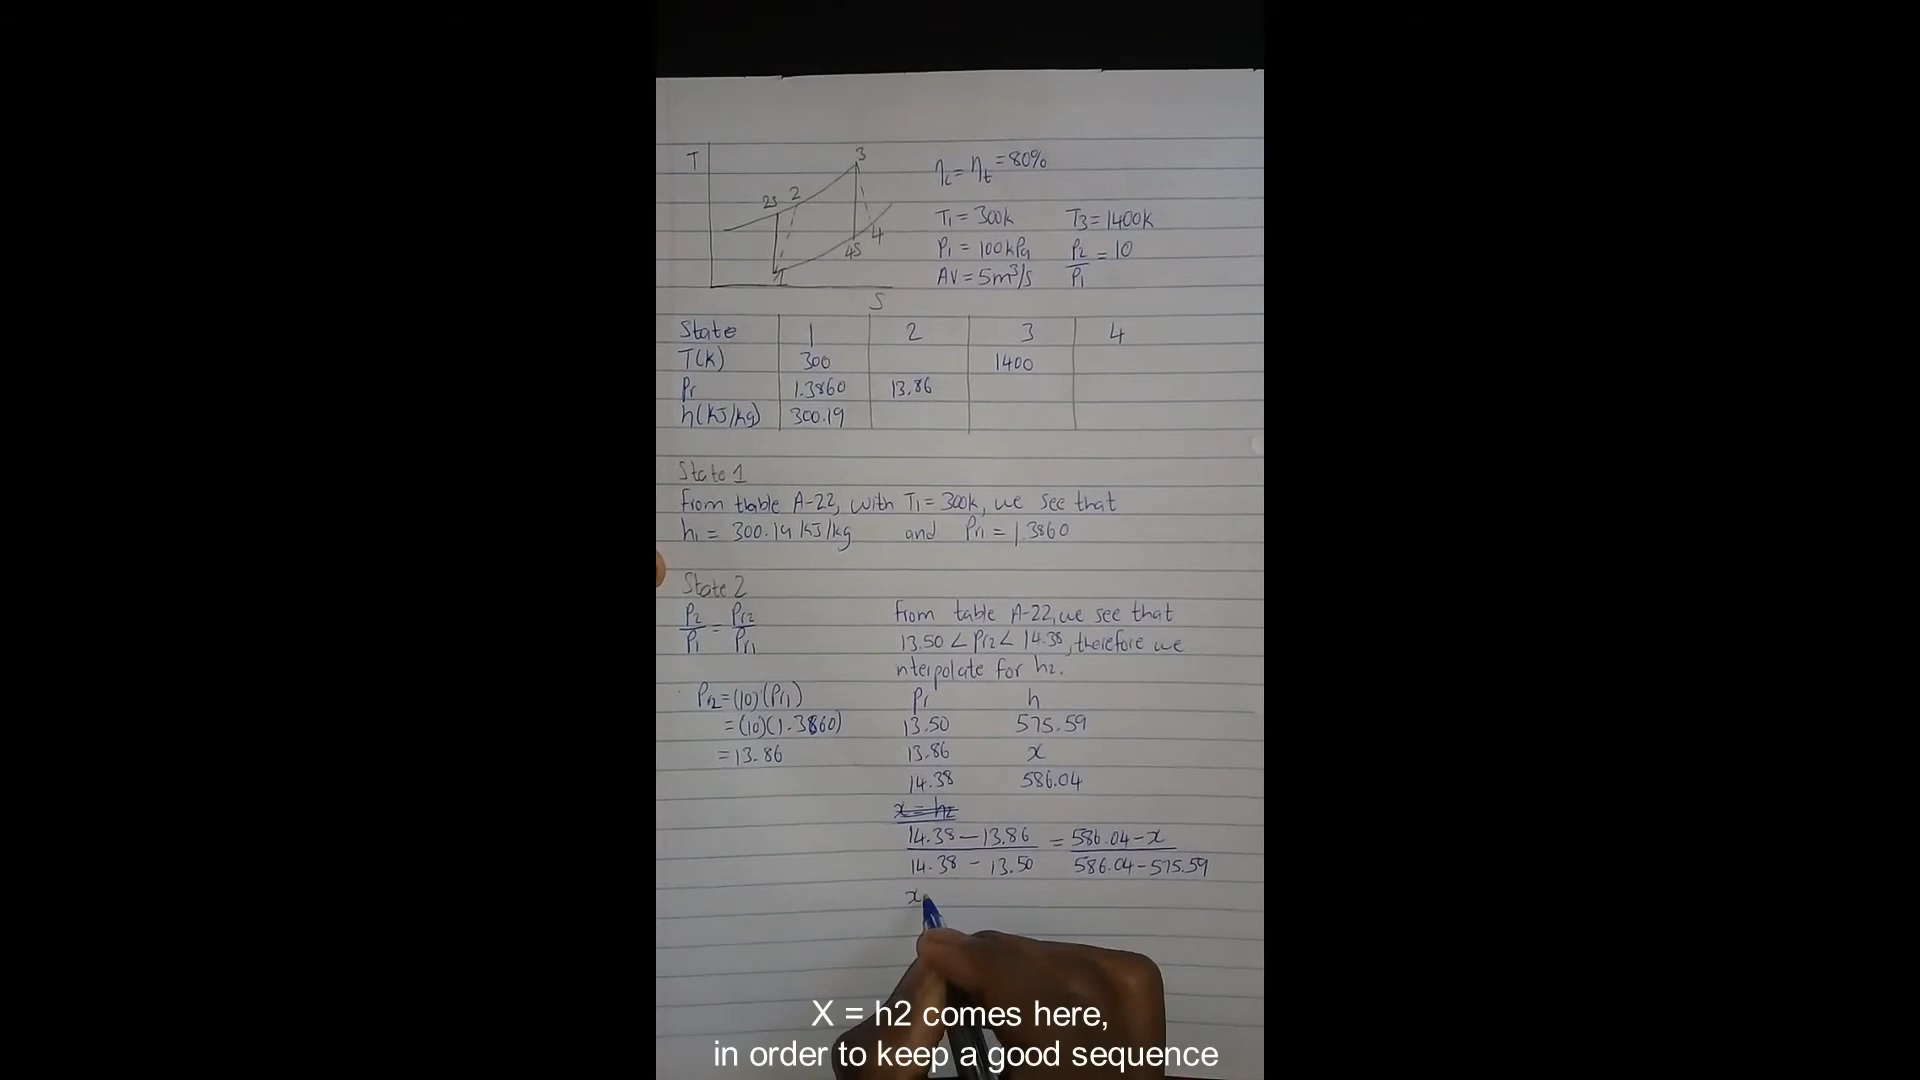 T
3
2s
2
4
4s
1
S
ηc = ηt = 80%
T1 = 300k T3 = 1400k
P1 = 100kPa P2/P1 = 10
AV = 5m³/s
State 1 2 3 4
T(k) 300 1400
Pr 1.3860 13.86
h(kJ/kg) 300.19
State 1
From table A-22, with T1 = 300k, we see that
h1 = 300.19 kJ/kg and Pr1 = 1.3860
State 2
P2/P1 = Pr2/Pr1
Pr2 = (10)(Pr1)
= (10)(1.3860)
= 13.86
From table A-22, we see that
13.50 < Pr2 < 14.38, therefore we
nterpolate for h2.
Pr h
13.50 575.59
13.86 x
14.38 586.04
x = h2
14.38 - 13.86 / 14.38 - 13.50 = 586.04 - x / 586.04 - 575.59
x
X = h2 comes here,
in order to keep a good sequence